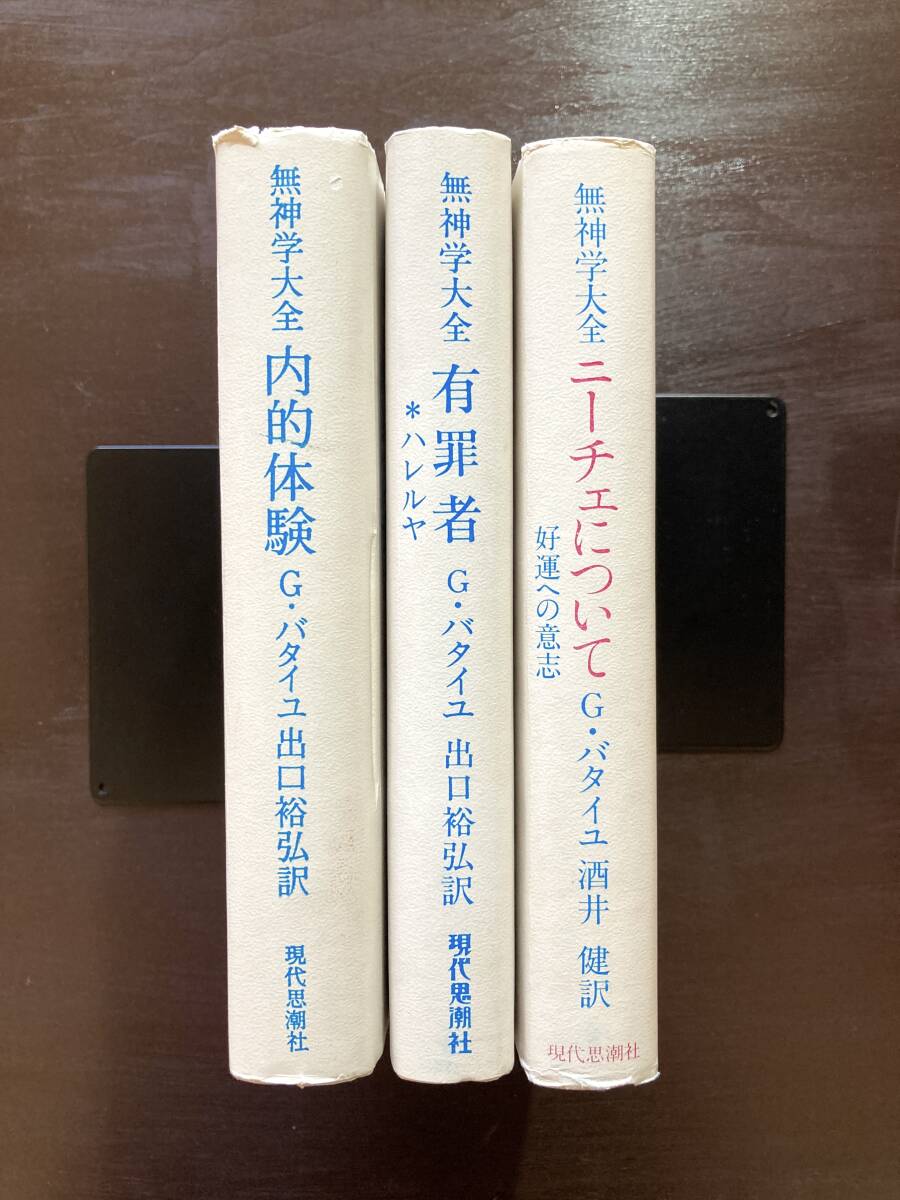 無神学大全 内的体験 G・バタイユ 出口裕弘訳 現代思潮社
無神学大全 有罪者 G・バタイユ 出口裕弘訳 現代思潮社
*ハレルヤ
無神学大全 ニーチェについて G・バタイユ 酒井 健訳 現代思潮社
好運への意志